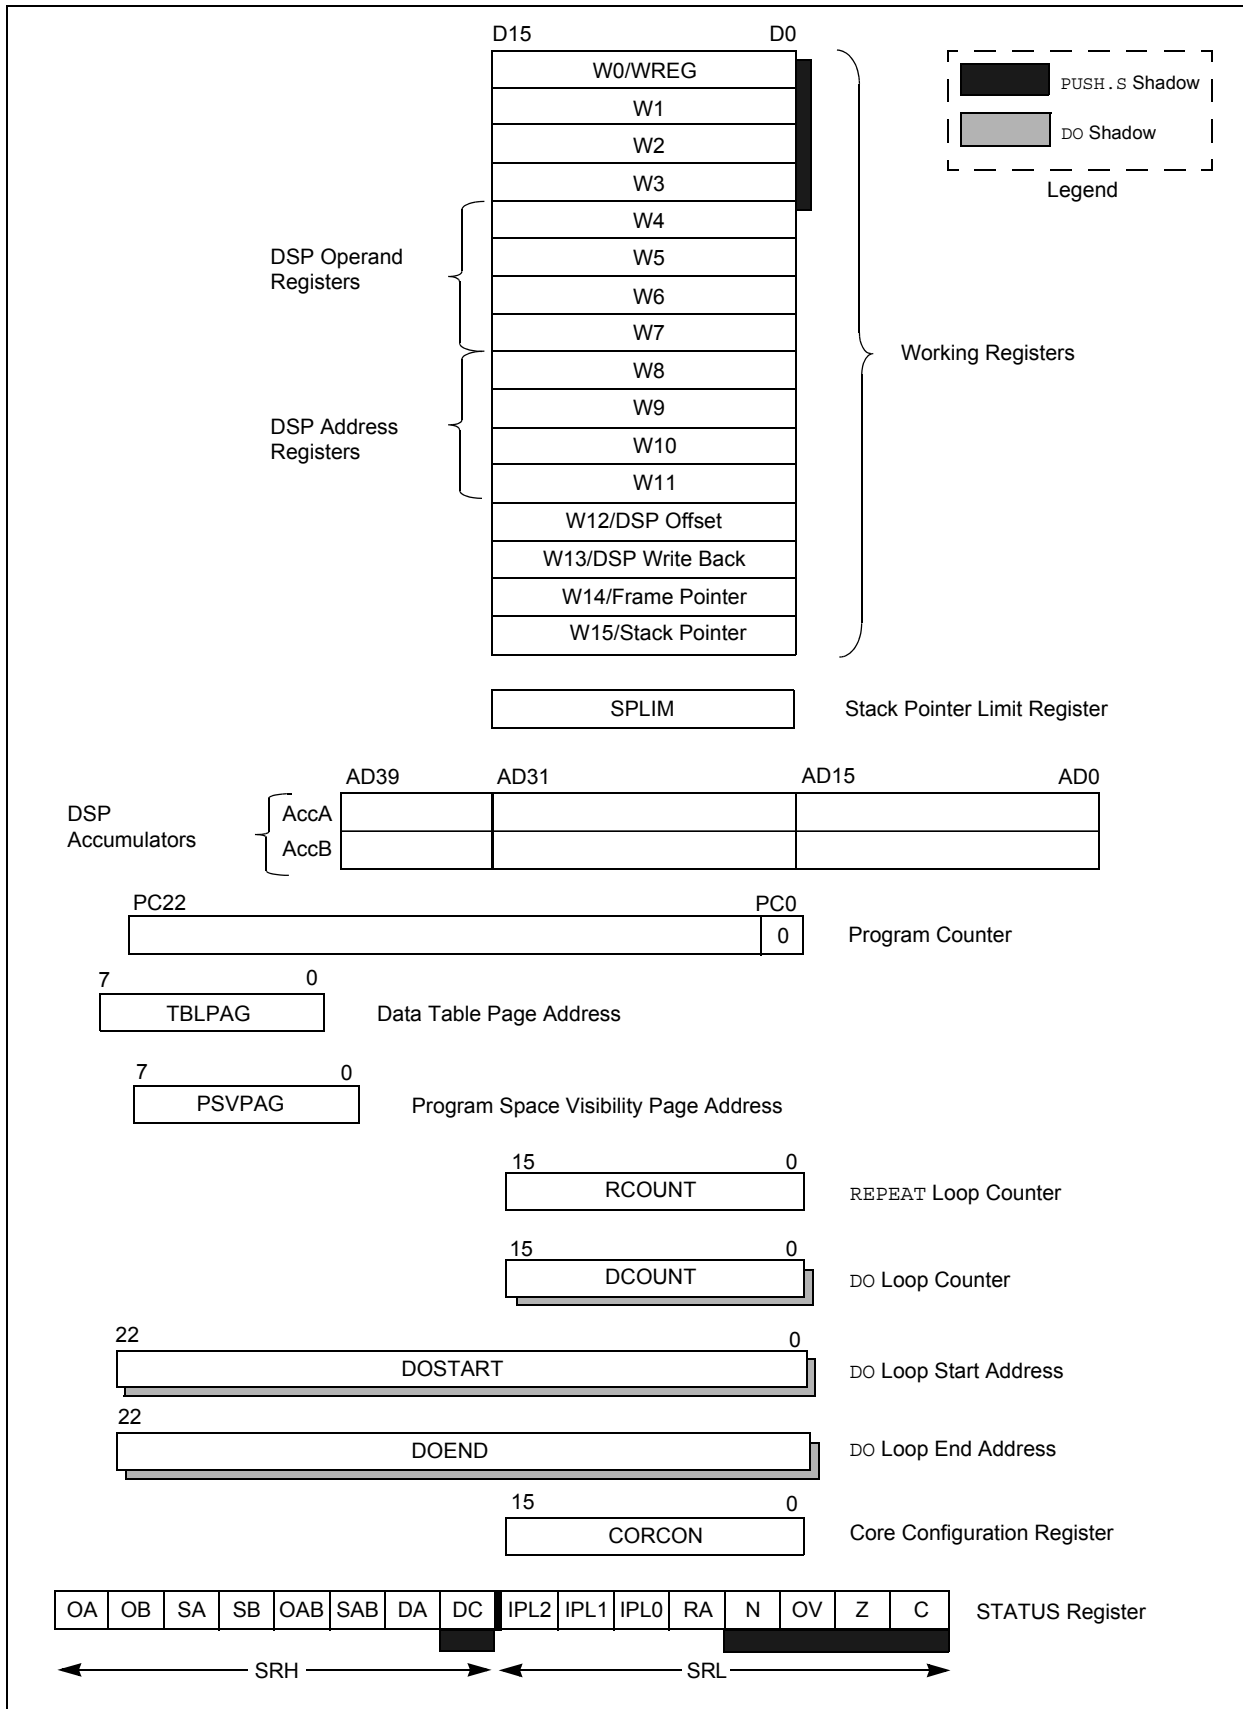 D15 D0
W0/WREG
W1
W2
W3
W4
W5
W6
W7
W8
W9
W10
W11
W12/DSP Offset
W13/DSP Write Back
W14/Frame Pointer
W15/Stack Pointer
PUSH.S Shadow
DO Shadow
Legend
DSP Operand
Registers
DSP Address
Registers
Working Registers
SPLIM
Stack Pointer Limit Register
AD39 AD31 AD15 AD0
DSP
Accumulators
AccA
AccB
PC22 PC0
0
Program Counter
7 0
TBLPAG
Data Table Page Address
7 0
PSVPAG
Program Space Visibility Page Address
15 0
RCOUNT
REPEAT Loop Counter
15 0
DCOUNT
DO Loop Counter
22 0
DOSTART
DO Loop Start Address
22
DOEND
DO Loop End Address
15 0
CORCON
Core Configuration Register
OA OB SA SB OAB SAB DA DC IPL2 IPL1 IPL0 RA N OV Z C
STATUS Register
SRH SRL